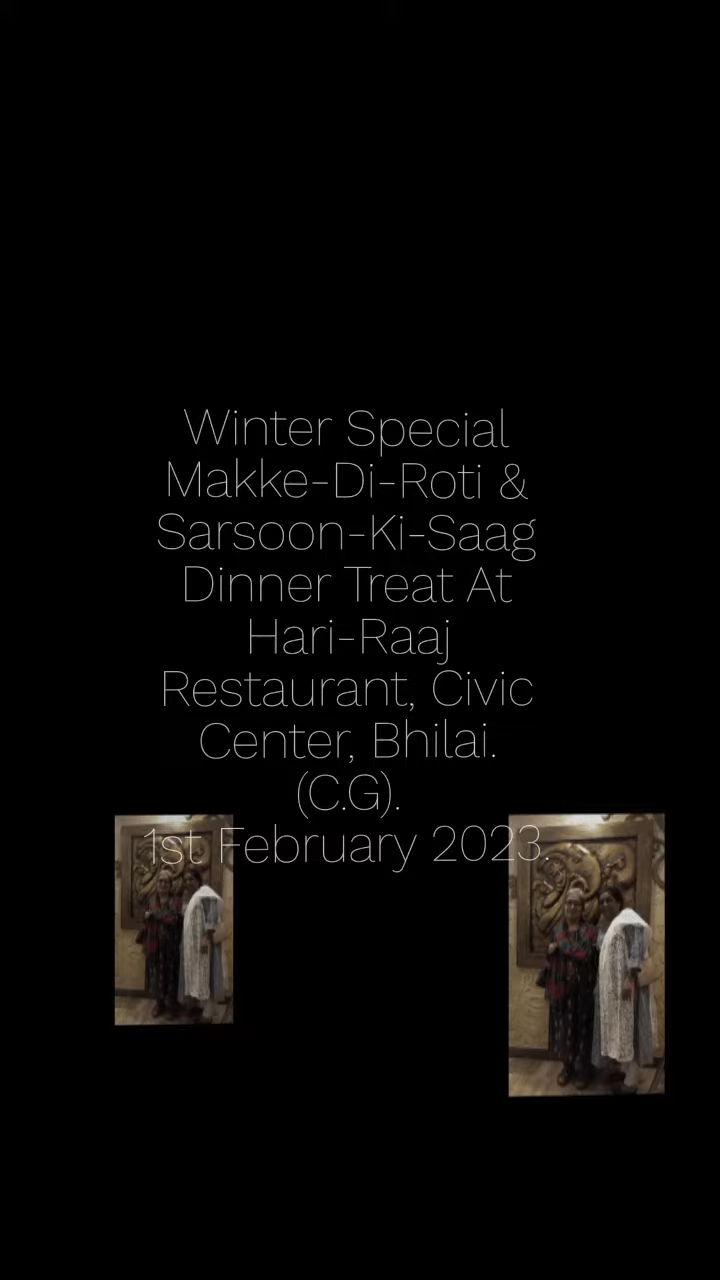 Winter Special
Makke-Di-Roti &
Sarsoon-Ki-Saag
Dinner Treat At
Hari-Raaj
Restaurant, Civic
Center, Bhilai.
(C.G).
1st February 2023.